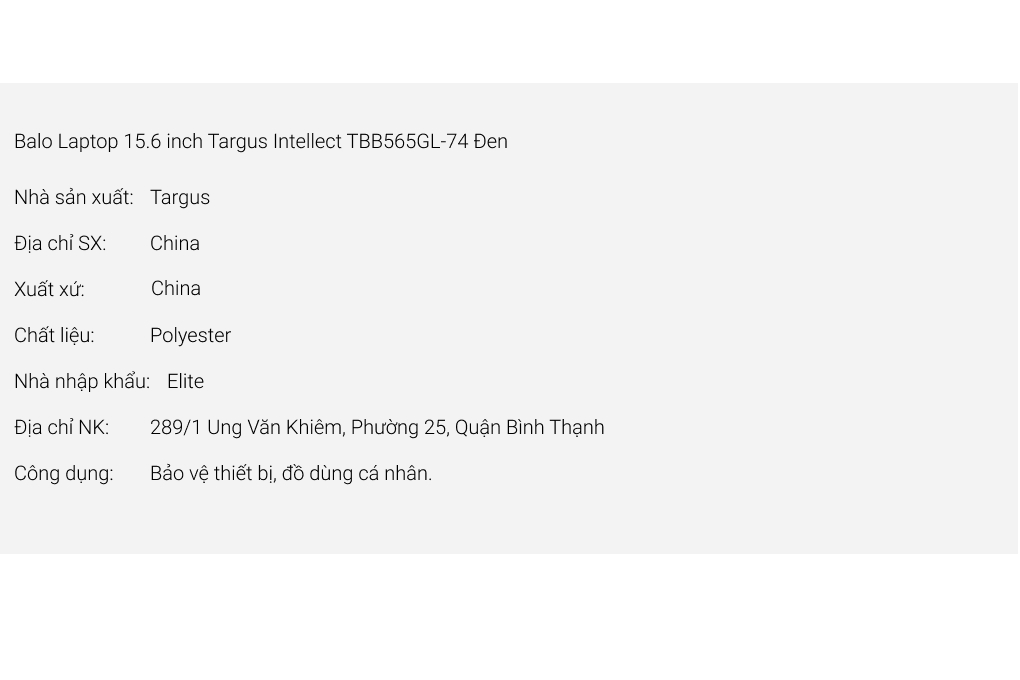 Balo Laptop 15.6 inch Targus Intellect TBB565GL-74 Đen
Nhà sản xuất: Targus
Địa chỉ SX: China
Xuất xứ: China
Chất liệu: Polyester
Nhà nhập khẩu: Elite
Địa chỉ NK: 289/1 Ung Văn Khiêm, Phường 25, Quận Bình Thạnh
Công dụng: Bảo vệ thiết bị, đồ dùng cá nhân.